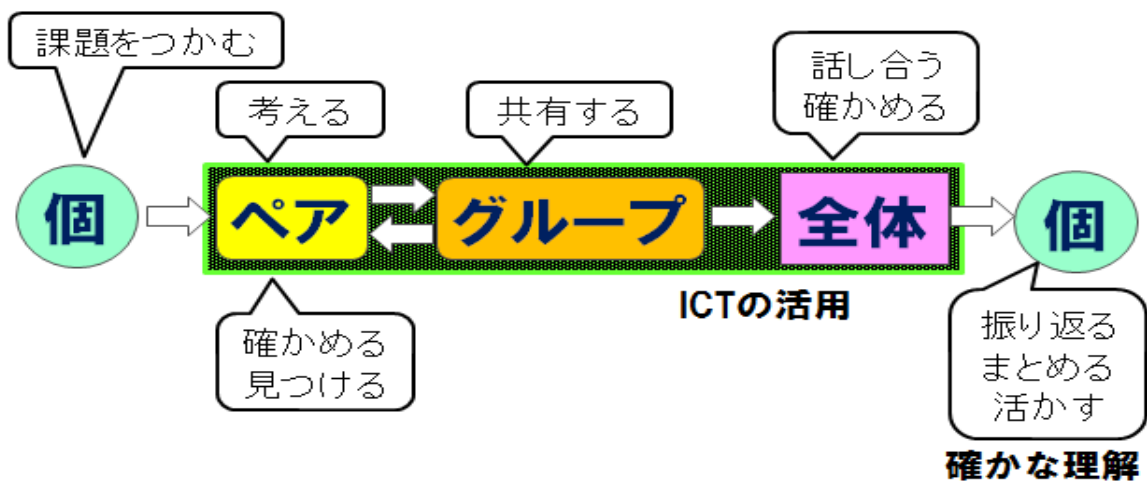 課題をつかむ
考える
共有する
話し合う
確かめる
個
ペア
グループ
全体
個
ICTの活用
確かめる
見つける
振り返る
まとめる
活かす
確かな理解